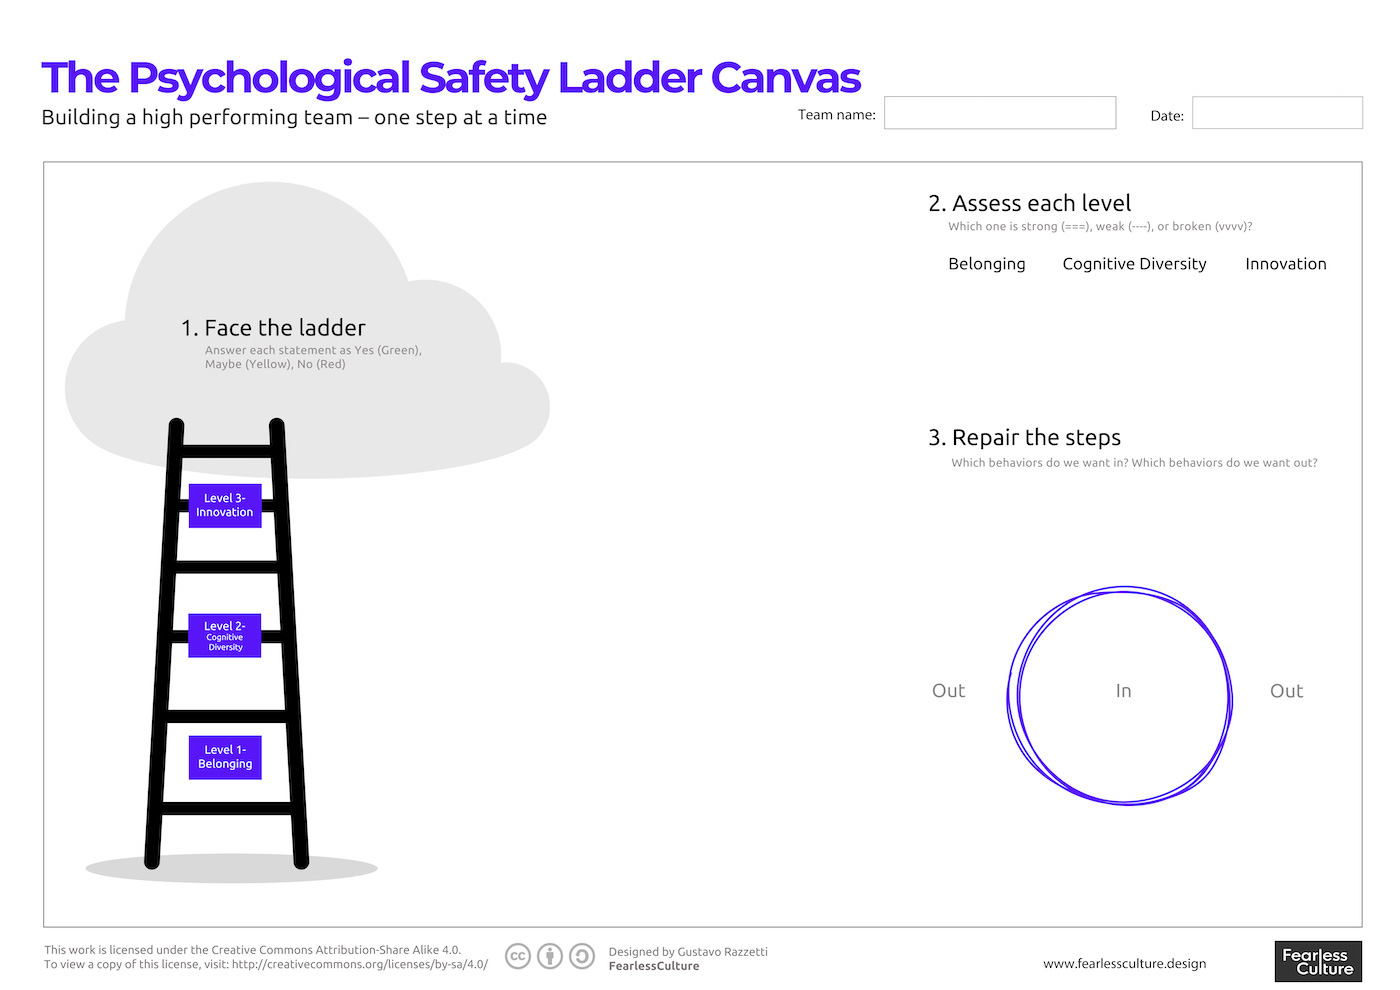 The Psychological Safety Ladder Canvas
Building a high performing team – one step at a time
Team name:
Date:
1. Face the ladder
Answer each statement as Yes (Green),
Maybe (Yellow), No (Red)
Level 3-
Innovation
Level 2-
Cognitive
Diversity
Level 1-
Belonging
2. Assess each level
Which one is strong (===), weak (----), or broken (vvvv)?
Belonging Cognitive Diversity Innovation
3. Repair the steps
Which behaviors do we want in? Which behaviors do we want out?
Out In Out
This work is licensed under the Creative Commons Attribution-Share Alike 4.0.
To view a copy of this license, visit: http://creativecommons.org/licenses/by-sa/4.0/
cc
Designed by Gustavo Razzetti
FearlessCulture
www.fearlessculture.design
Fearless
Culture